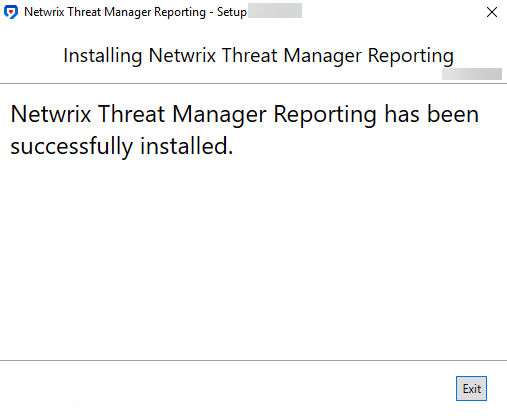 Netwrix Threat Manager Reporting - Setup
Installing Netwrix Threat Manager Reporting
Netwrix Threat Manager Reporting has been
successfully installed.
Exit